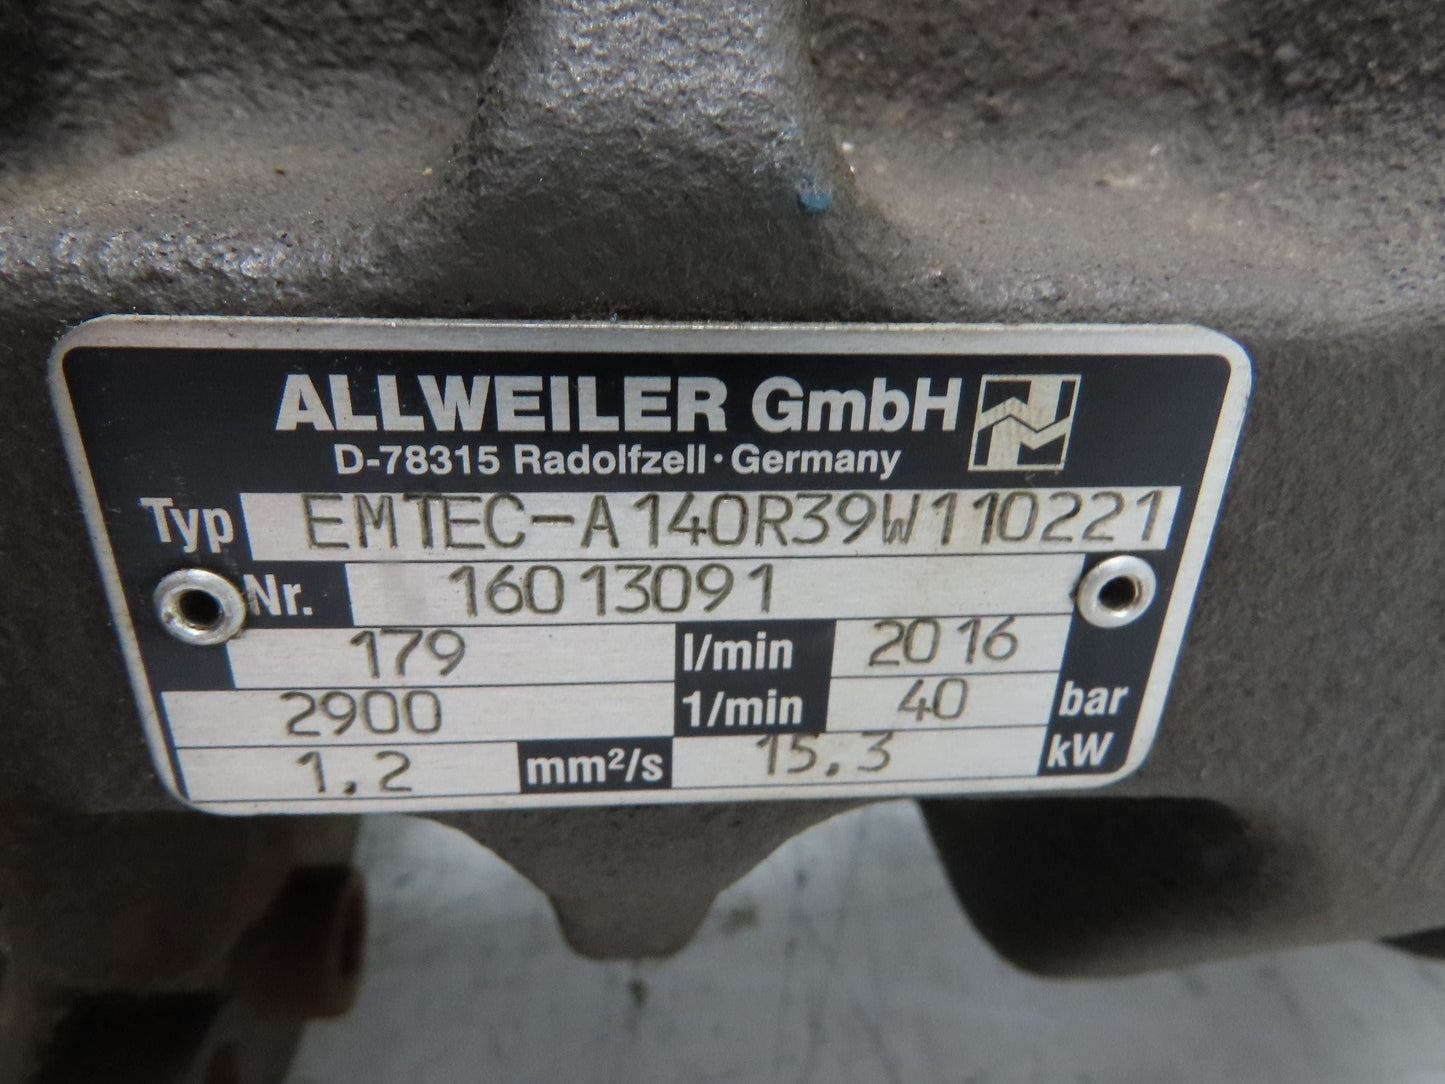 ALLWEILER GmbH
D-78315 Radolfzell · Germany
Typ EMTEC-A140R39W110221
Nr. 16013091
179 l/min 2016
2900 1/min 40 bar
1,2 mm²/s 15,3 kW